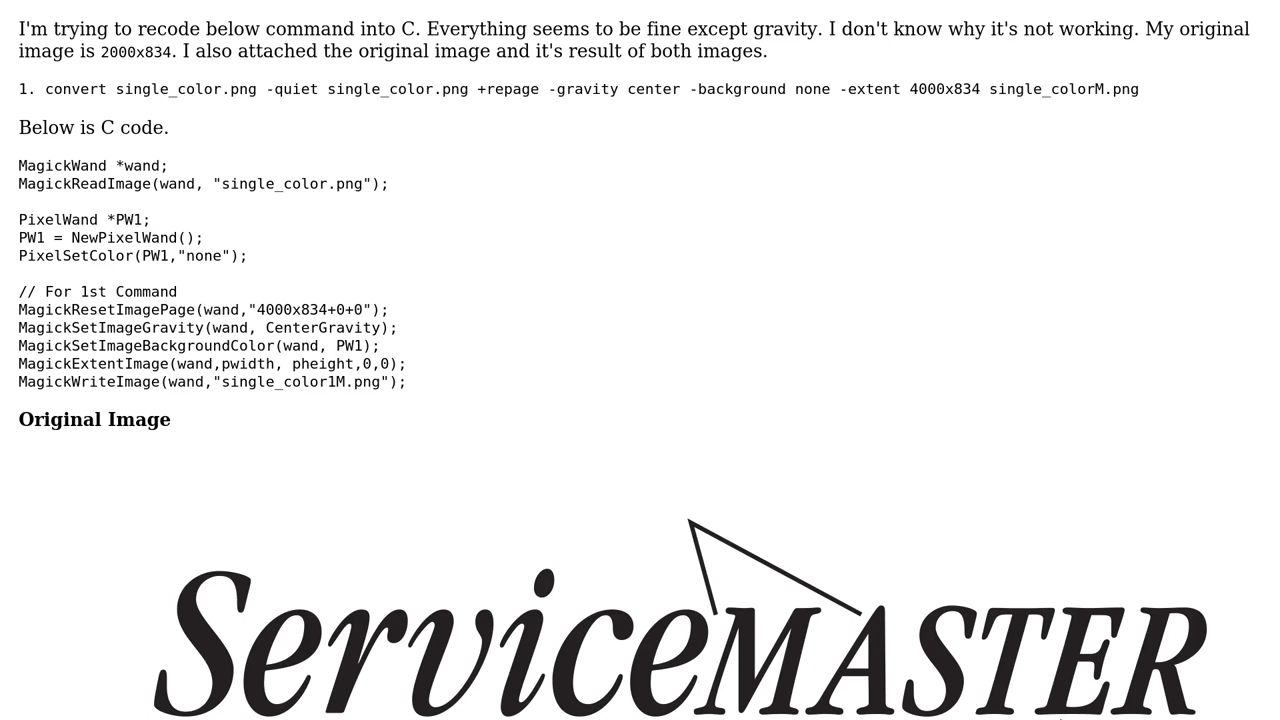 I'm trying to recode below command into C. Everything seems to be fine except gravity. I don't know why it's not working. My original
image is 2000x834. I also attached the original image and it's result of both images.
1. convert single_color.png -quiet single_color.png +repage -gravity center -background none -extent 4000x834 single_colorM.png
Below is C code.
MagickWand *wand;
MagickReadImage(wand, "single_color.png");
PixelWand *PW1;
PW1 = NewPixelWand();
PixelSetColor(PW1,"none");
// For 1st Command
MagickResetImagePage(wand,"4000x834+0+0");
MagickSetImageGravity(wand, CenterGravity);
MagickSetImageBackgroundColor(wand, PW1);
MagickExtentImage(wand,pwidth, pheight,0,0);
MagickWriteImage(wand,"single_color1M.png");
Original Image
ServiceMASTER